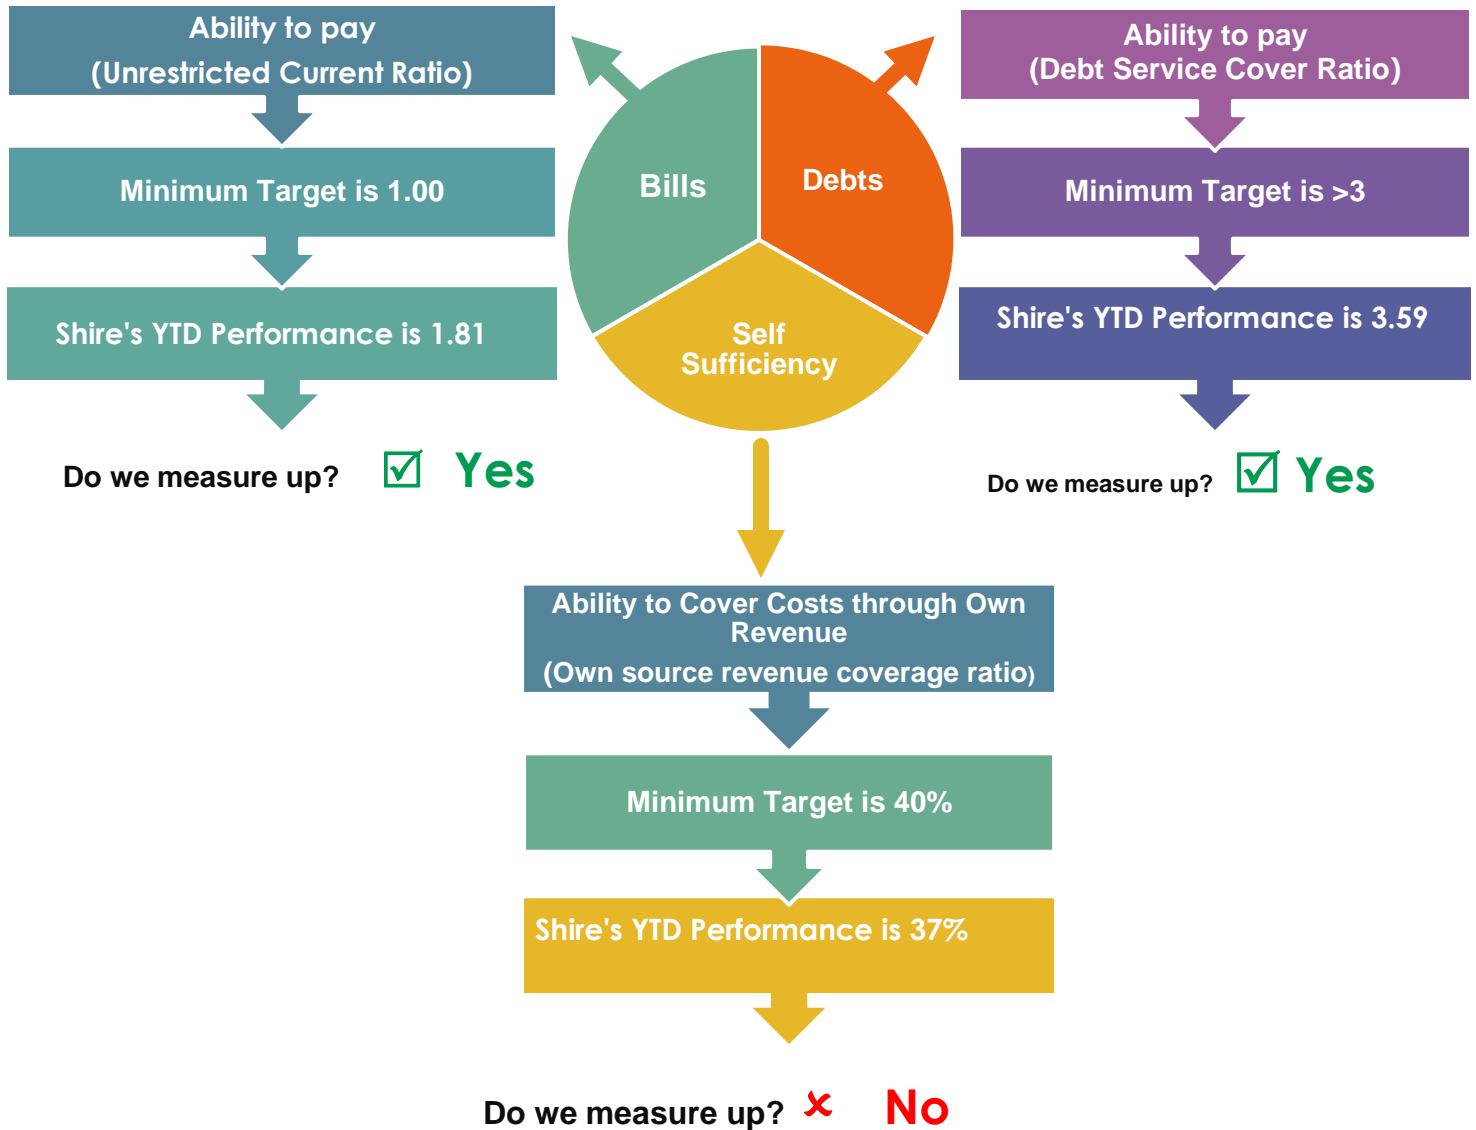 Ability to pay
(Unrestricted Current Ratio)
Minimum Target is 1.00
Shire's YTD Performance is 1.81
Do we measure up? ☑ Yes
Bills
Debts
Self
Sufficiency
Ability to pay
(Debt Service Cover Ratio)
Minimum Target is >3
Shire's YTD Performance is 3.59
Do we measure up? ☑ Yes
Ability to Cover Costs through Own
Revenue
(Own source revenue coverage ratio)
Minimum Target is 40%
Shire's YTD Performance is 37%
Do we measure up? ✘ No